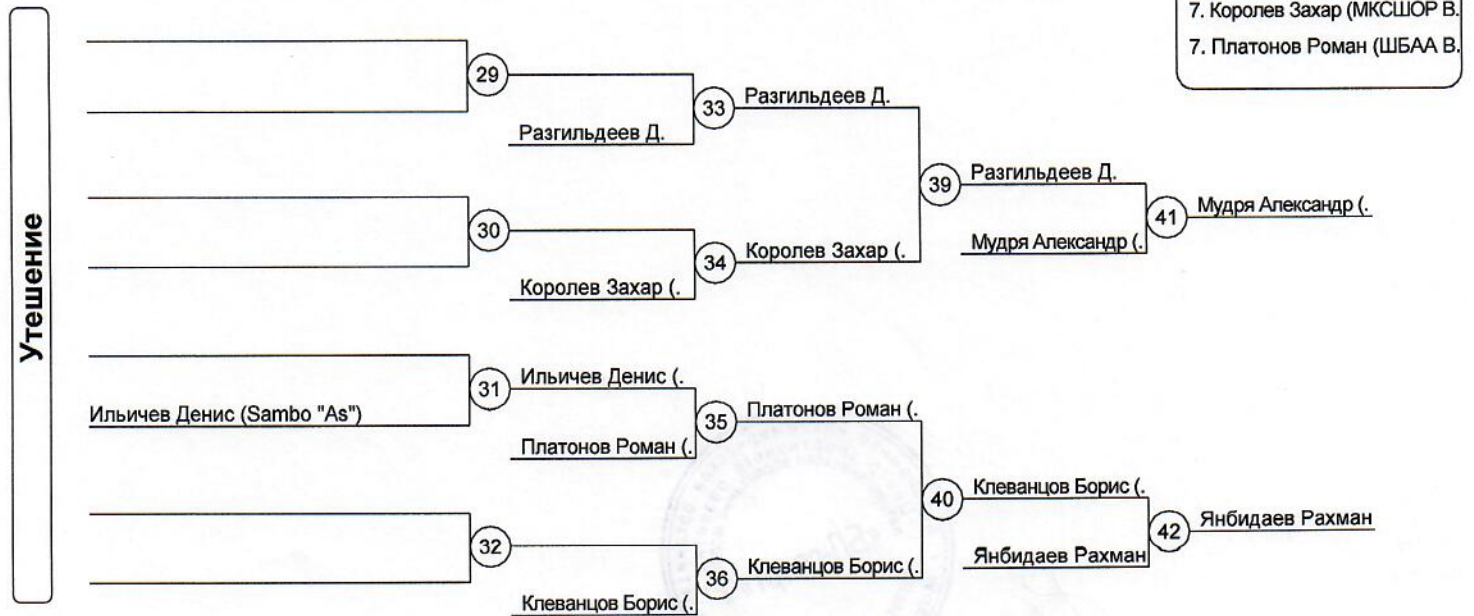 7. Королев Захар (МКСШОР В.
7. Платонов Роман (ШБАА В.
Утешение
29
33
Разгильдеев Д.
Разгильдеев Д.
39
Разгильдеев Д.
41
Мудря Александр (.
Мудря Александр (.
30
34
Королев Захар (.
Королев Захар (.
31
Ильичев Денис (.
Ильичев Денис (Sambo "As")
35
Платонов Роман (.
Платонов Роман (.
40
Клеванцов Борис (.
42
Янбидаев Рахман
Янбидаев Рахман
32
36
Клеванцов Борис (.
Клеванцов Борис (.